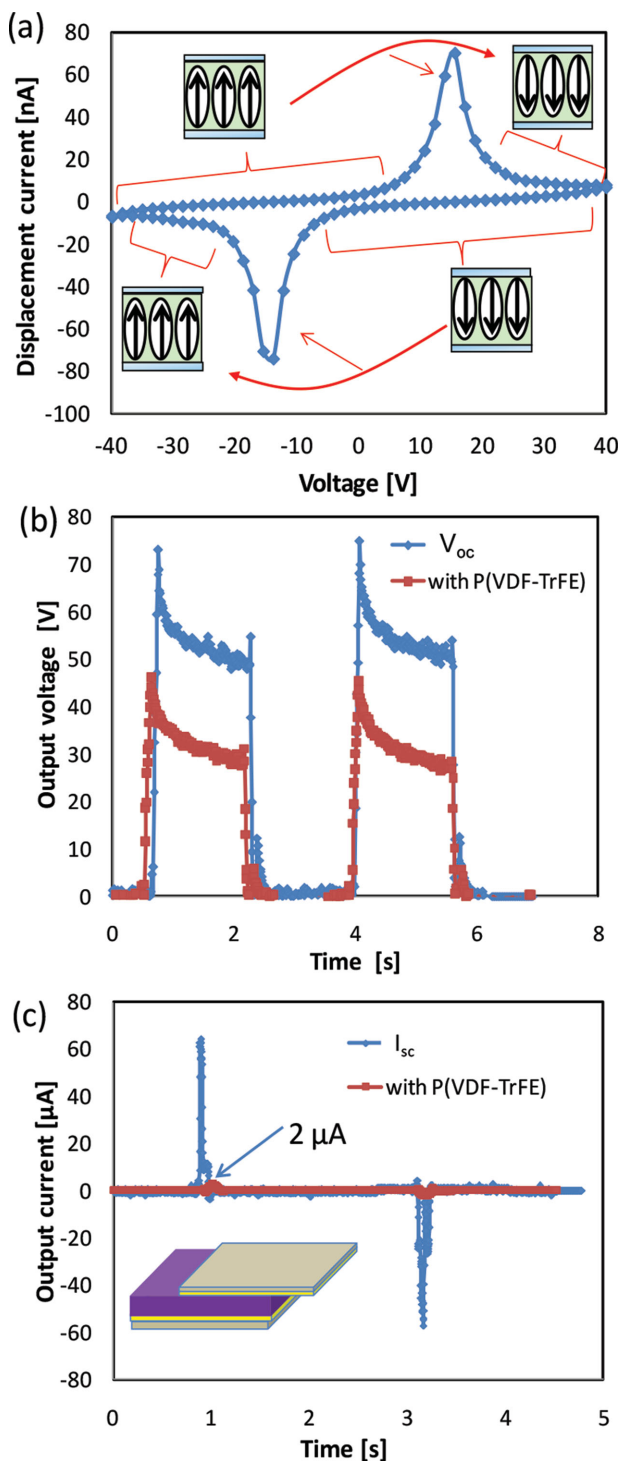 (a)
Displacement current [nA]
80
60
40
20
0
-20
-40
-60
-80
-100
-40 -30 -20 -10 0 10 20 30 40
Voltage [V]
(b)
Output voltage [V]
80
70
60
50
40
30
20
10
0
Voc
with P(VDF-TrFE)
0 2 4 6 8
Time [s]
(c)
Output current [µA]
80
60
40
20
0
-20
-40
-60
-80
Isc
with P(VDF-TrFE)
2 µA
0 1 2 3 4 5
Time [s]